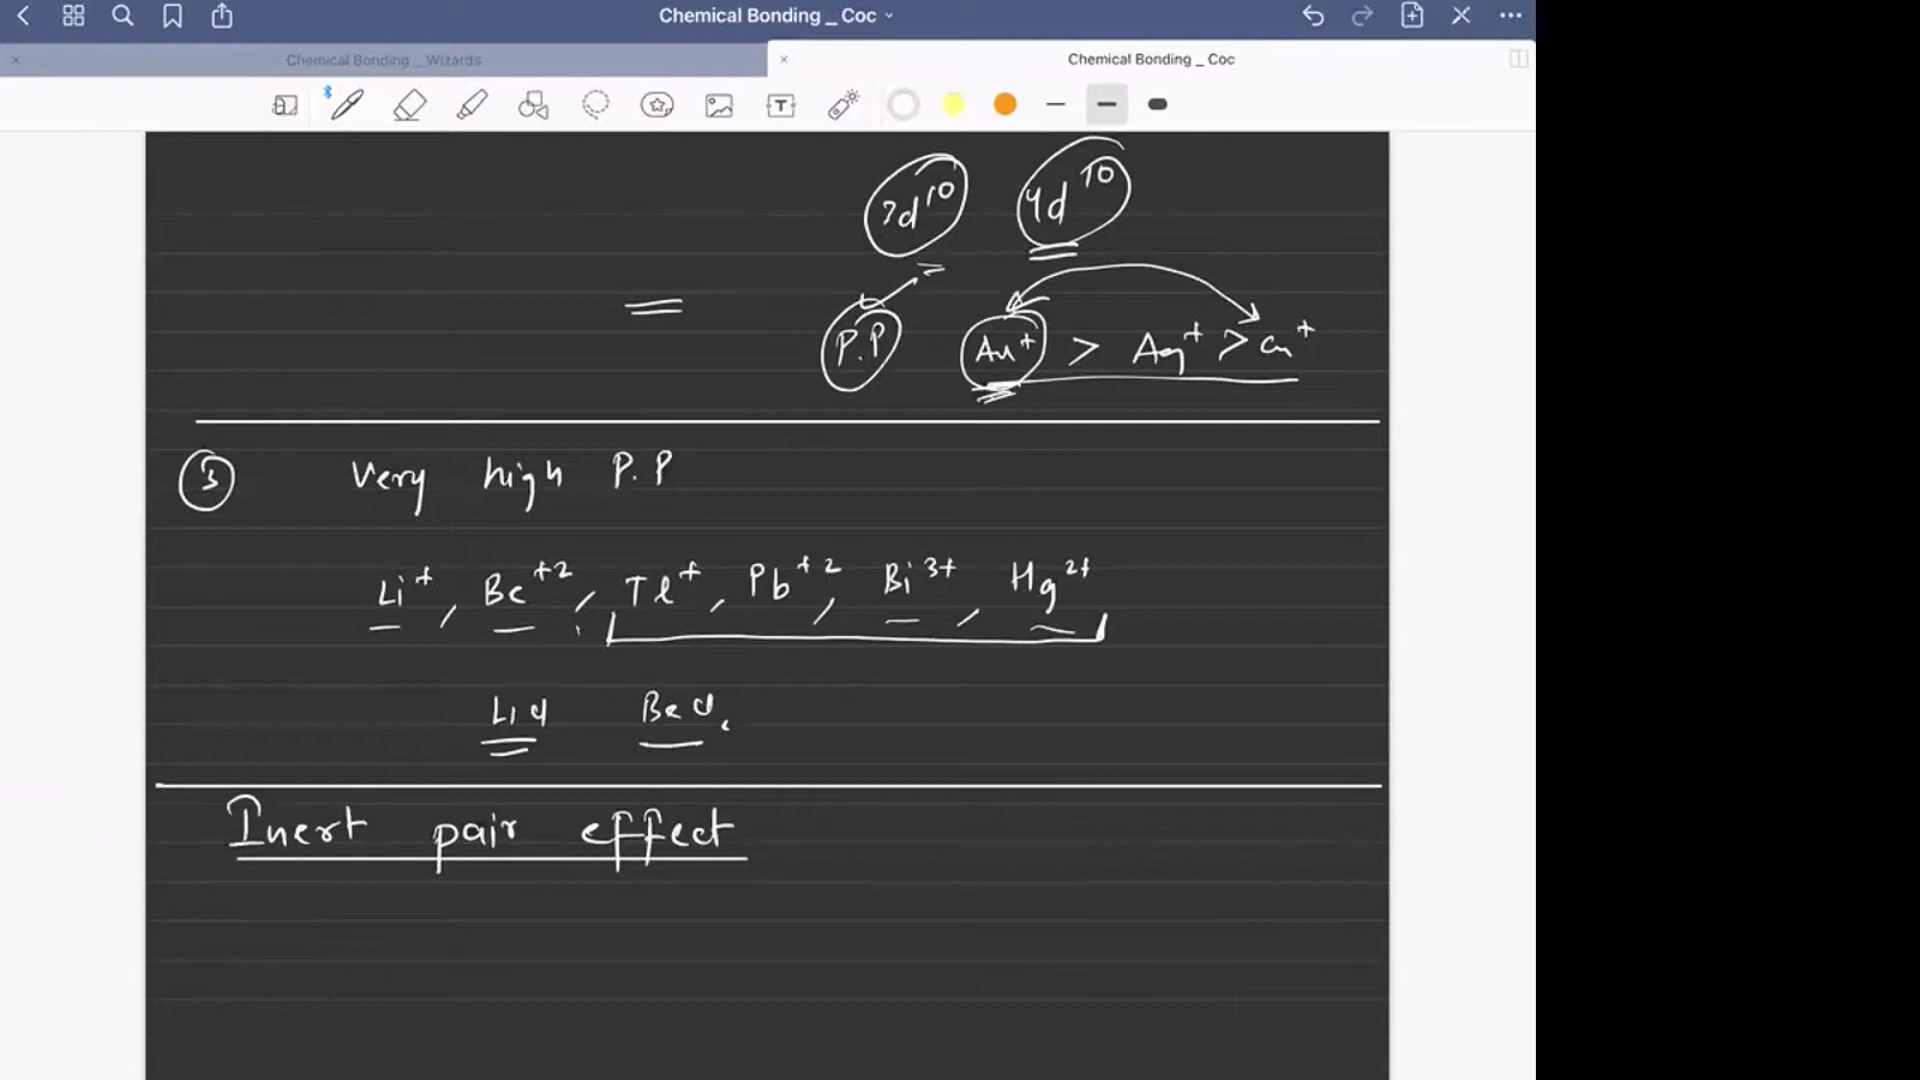 Chemical Bonding _ Coc
Chemical Bonding _ Wizards
Chemical Bonding _ Coc
3d¹⁰ 4d¹⁰
=
P.P Au⁺ > Ag⁺ > Cu⁺
③ Very high P.P
Li⁺, Be⁺², Tl⁺, Pb⁺², Bi³⁺, Hg²⁺
LiCl BeCl₂
Inert pair effect